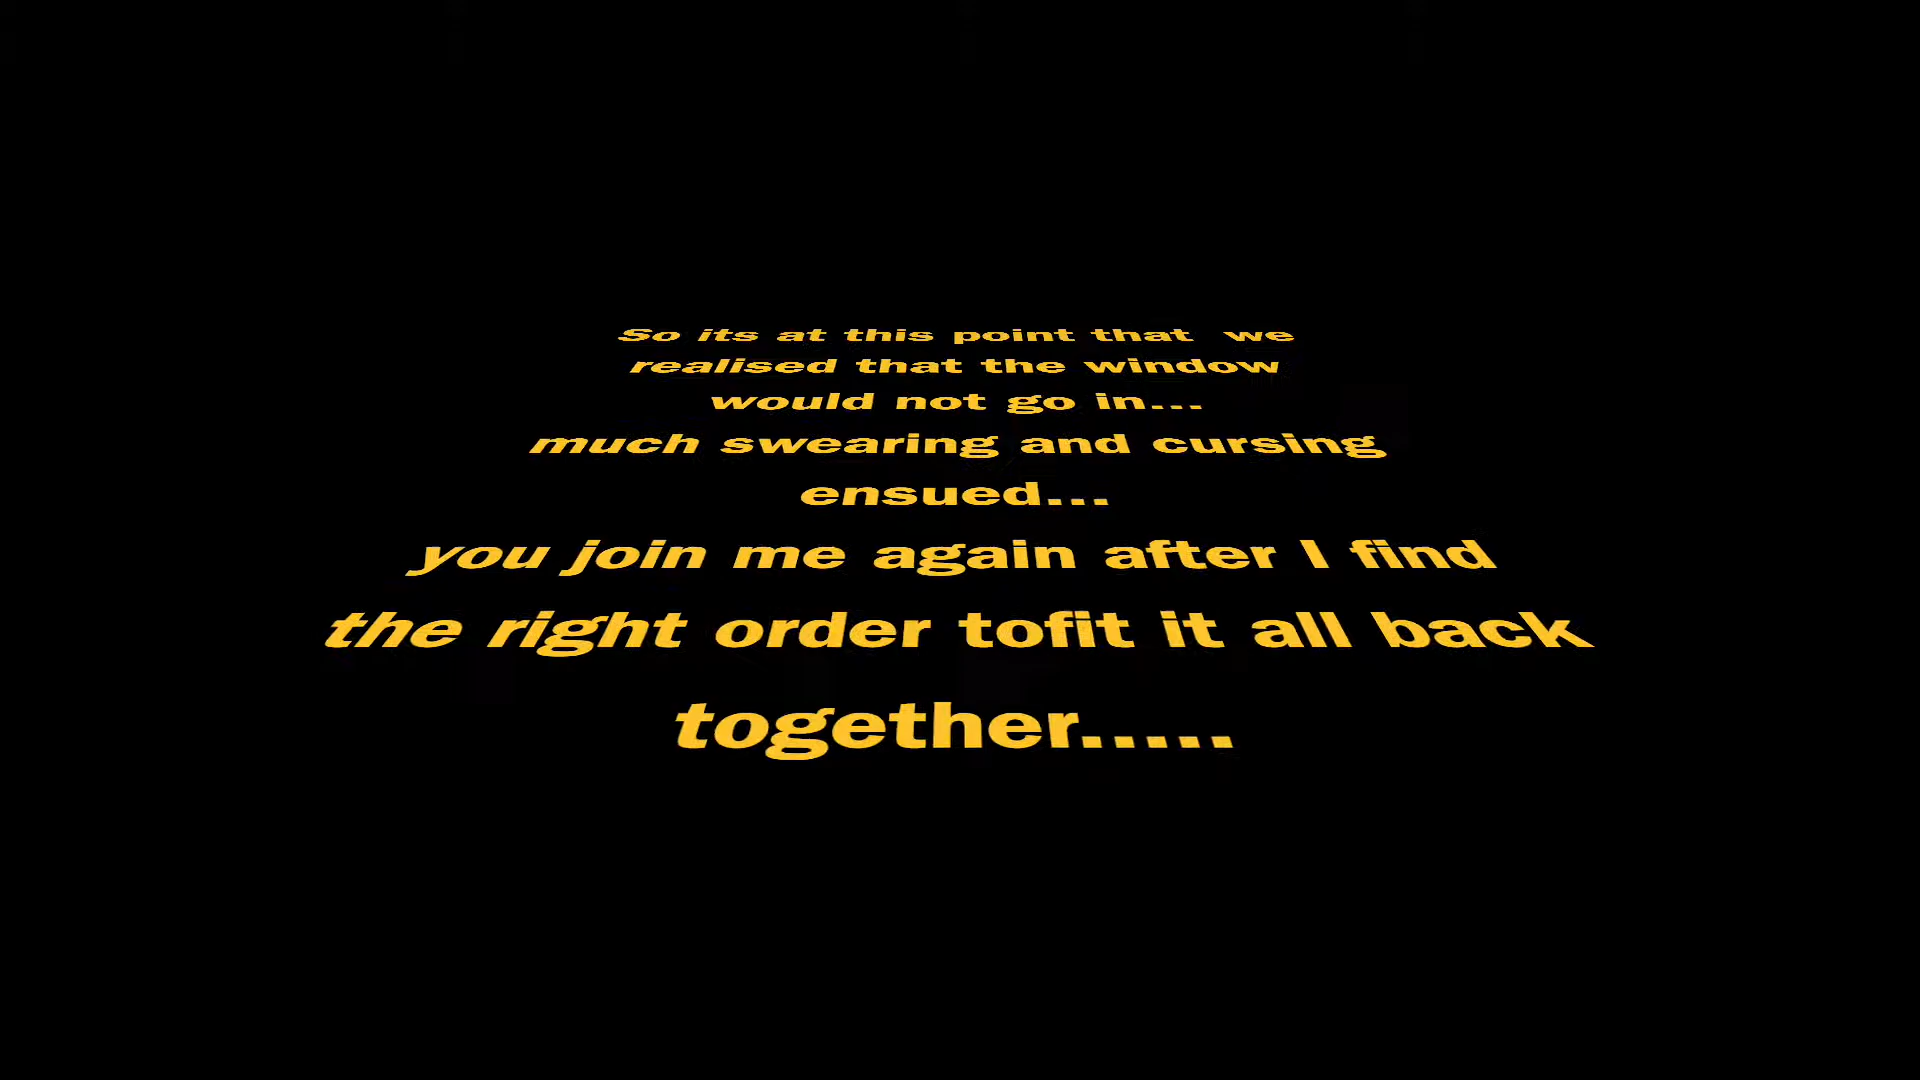 So its at this point that  we
realised that the window
would not go in...
much swearing and cursing
ensued...
you join me again after I find
the right order tofit it all back
together.....